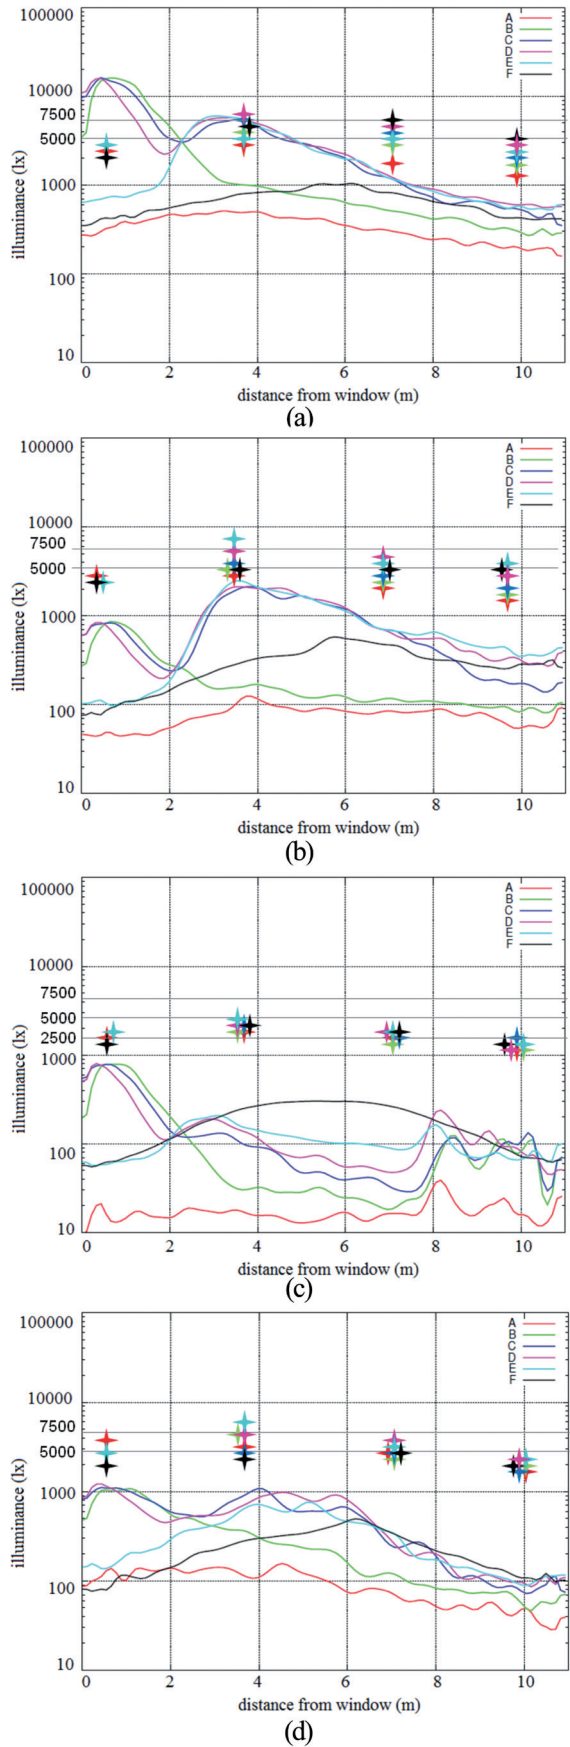 100000
10000
7500
5000
1000
100
10
illuminance (lx)
A
B
C
D
E
F
0 2 4 6 8 10
distance from window (m)
(a)
100000
10000
7500
5000
1000
100
10
illuminance (lx)
A
B
C
D
E
F
0 2 4 6 8 10
distance from window (m)
(b)
100000
10000
7500
5000
2500
1000
100
10
illuminance (lx)
A
B
C
D
E
F
0 2 4 6 8 10
distance from window (m)
(c)
100000
10000
7500
5000
1000
100
10
illuminance (lx)
A
B
C
D
E
F
0 2 4 6 8 10
distance from window (m)
(d)